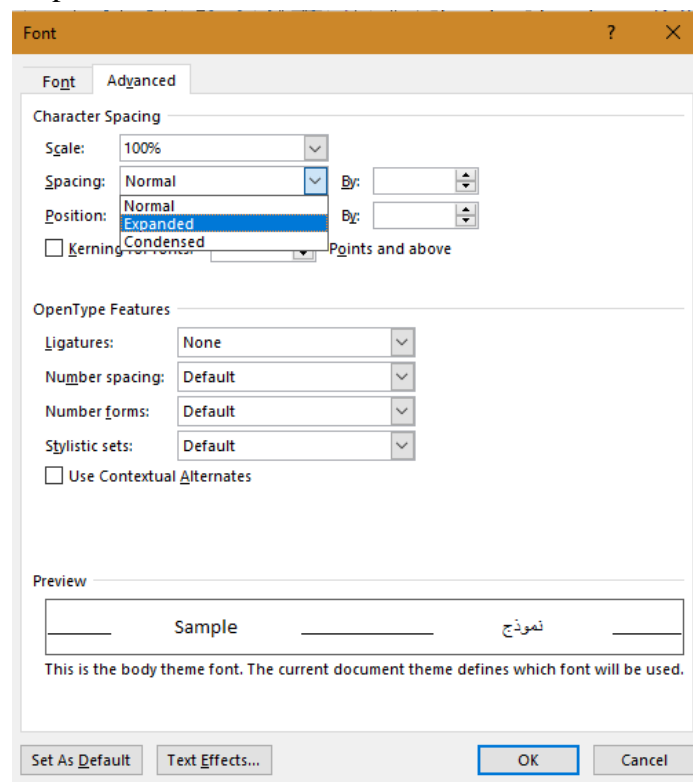 Font ? ×
Font Advanced
Character Spacing
Scale: 100%
Spacing: Normal By:
Normal
Position: Expanded By:
Condensed
Kerning for fonts: Points and above
OpenType Features
Ligatures: None
Number spacing: Default
Number forms: Default
Stylistic sets: Default
Use Contextual Alternates
Preview
Sample نموذج
This is the body theme font. The current document theme defines which font will be used.
Set As Default Text Effects... OK Cancel